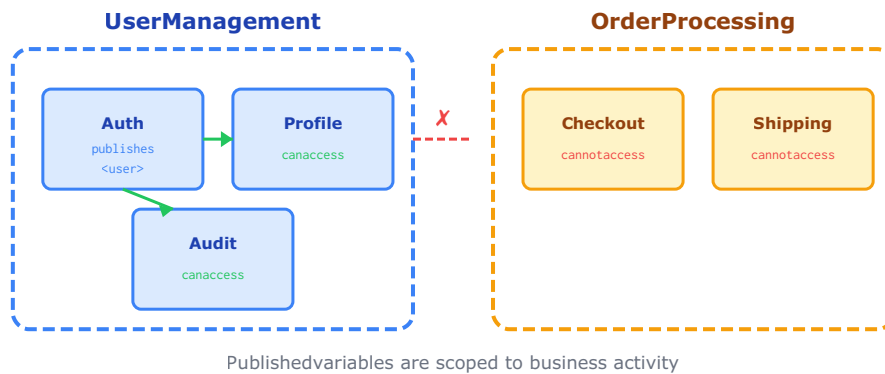 UserManagement
Auth
publishes
<user>
Profile
canaccess
Audit
canaccess
✗
OrderProcessing
Checkout
cannotaccess
Shipping
cannotaccess
Publishedvariables are scoped to business activity